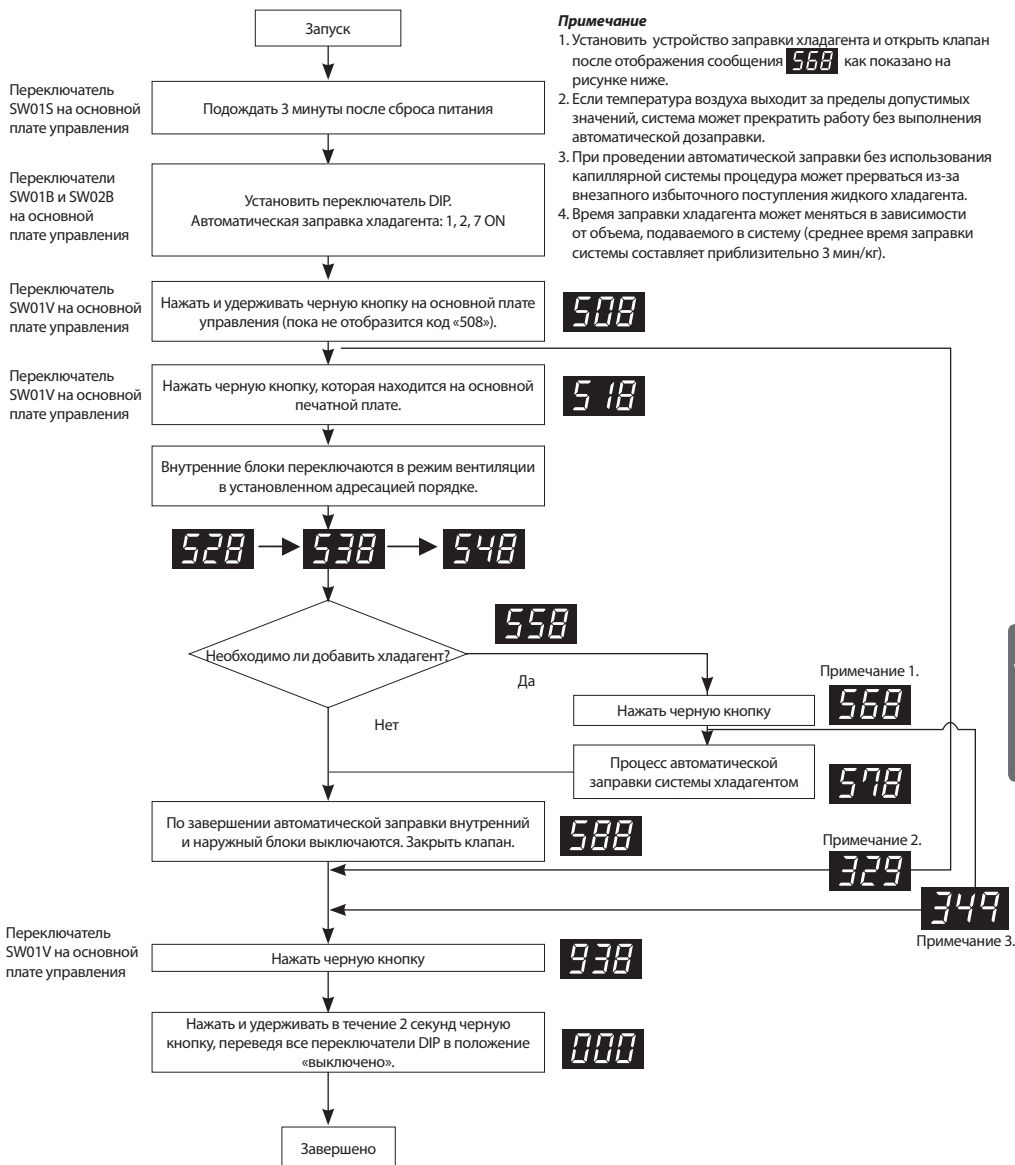 Запуск
Примечание
1. Установить устройство заправки хладагента и открыть клапан
после отображения сообщения 568 как показано на
рисунке ниже.
2. Если температура воздуха выходит за пределы допустимых
значений, система может прекратить работу без выполнения
автоматической дозаправки.
3. При проведении автоматической заправки без использования
капиллярной системы процедура может прерваться из-за
внезапного избыточного поступления жидкого хладагента.
4. Время заправки хладагента может меняться в зависимости
от объема, подаваемого в систему (среднее время заправки
системы составляет приблизительно 3 мин/кг).
Переключатель
SW01S на основной
плате управления
Подождать 3 минуты после сброса питания
Переключатели
SW01B и SW02B
на основной
плате управления
Установить переключатель DIP.
Автоматическая заправка хладагента: 1, 2, 7 ON
Переключатель
SW01V на основной
плате управления
Нажать и удерживать черную кнопку на основной плате
управления (пока не отобразится код «508»).
508
Переключатель
SW01V на основной
плате управления
Нажать черную кнопку, которая находится на основной
печатной плате.
518
Внутренние блоки переключаются в режим вентиляции
в установленном адресацией порядке.
528
538
548
558
Необходимо ли добавить хладагент?
Да
Нет
Примечание 1.
Нажать черную кнопку
568
Процесс автоматической
заправки системы хладагентом
578
По завершении автоматической заправки внутренний
и наружный блоки выключаются. Закрыть клапан.
588
Примечание 2.
329
349
Примечание 3.
Переключатель
SW01V на основной
плате управления
Нажать черную кнопку
938
Нажать и удерживать в течение 2 секунд черную
кнопку, переведя все переключатели DIP в положение
«выключено».
000
Завершено